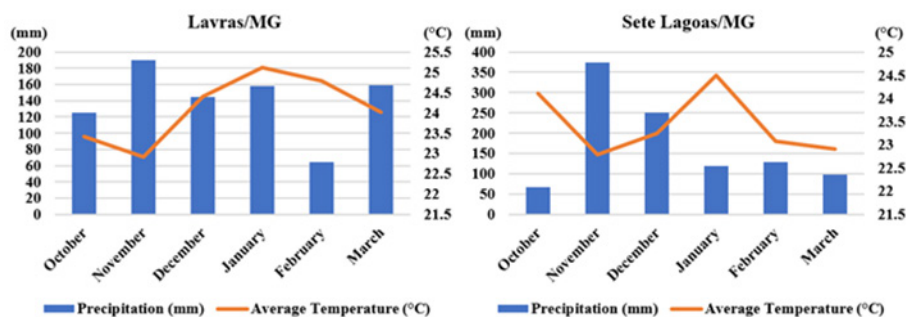 Lavras/MG
(mm)
(°C)
200
180
160
140
120
100
80
60
40
20
0
25.5
25
24.5
24
23.5
23
22.5
22
21.5
October
November
December
January
February
March
Precipitation (mm)
Average Temperature (°C)
Sete Lagoas/MG
(mm)
(°C)
400
350
300
250
200
150
100
50
0
25
24.5
24
23.5
23
22.5
22
21.5
October
November
December
January
February
March
Precipitation (mm)
Average Temperature (°C)